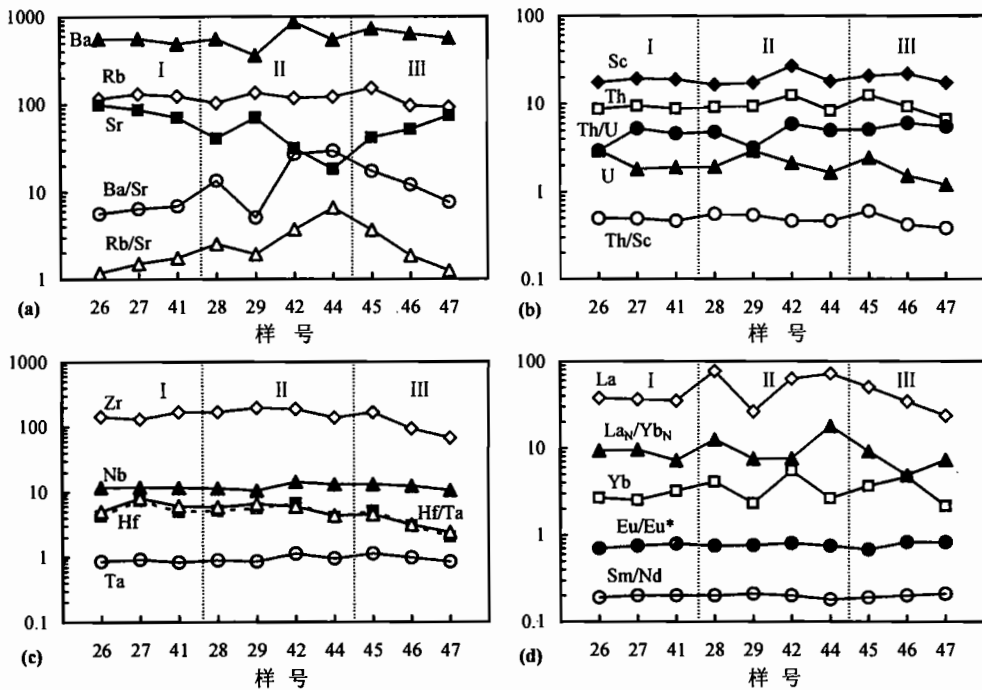 1000
100
10
1
Ba
Rb
Sr
Ba/Sr
Rb/Sr
I
II
III
(a)
26 27 41 28 29 42 44 45 46 47
样 号
100
10
1
0.1
Sc
Th
Th/U
U
Th/Sc
I
II
III
(b)
26 27 41 28 29 42 44 45 46 47
样 号
1000
100
10
1
0.1
Zr
Nb
Hf
Hf/Ta
Ta
I
II
III
(c)
26 27 41 28 29 42 44 45 46 47
样 号
100
10
1
0.1
La
LaN/YbN
Yb
Eu/Eu*
Sm/Nd
I
II
III
(d)
26 27 41 28 29 42 44 45 46 47
样 号